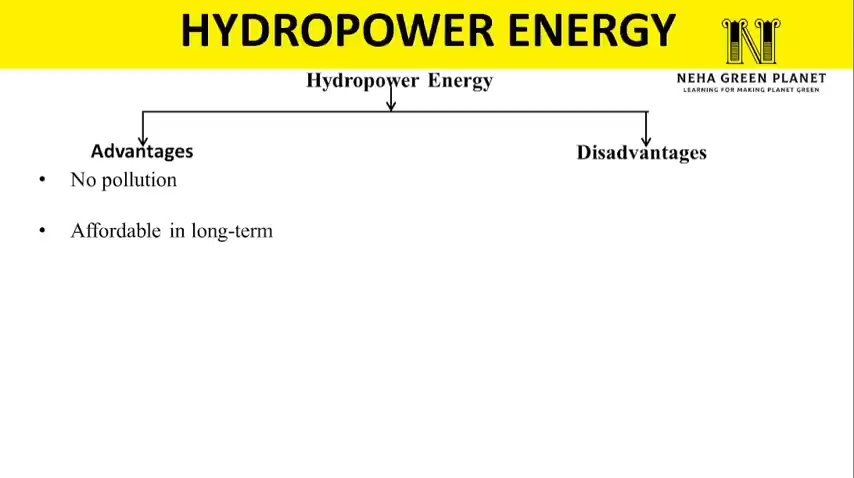 HYDROPOWER ENERGY
NEHA GREEN PLANET
LEARNING FOR MAKING PLANET GREEN
Hydropower Energy
Advantages
Disadvantages
• No pollution
• Affordable in long-term